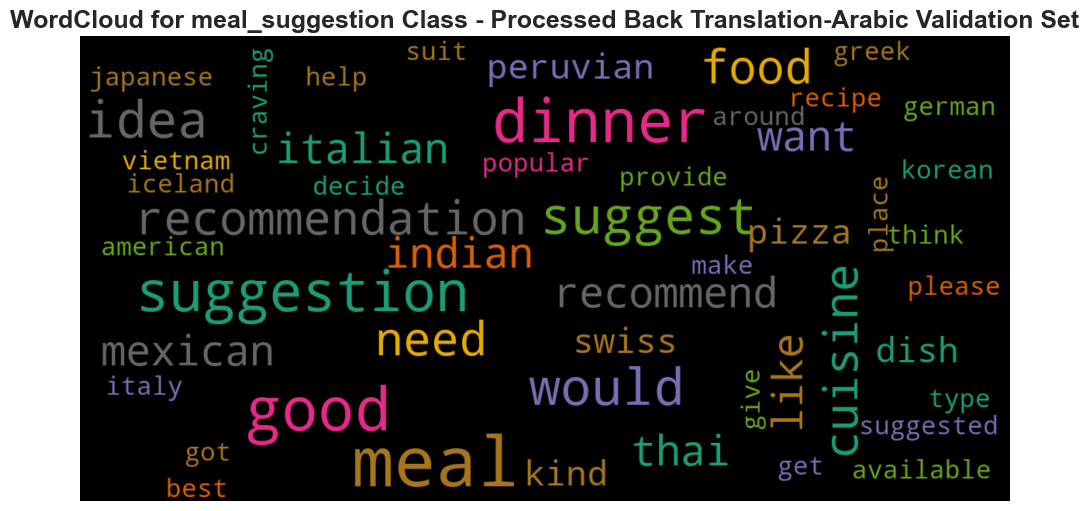 WordCloud for meal_suggestion Class - Processed Back Translation-Arabic Validation Set
suit
greek
japanese
craving
help
peruvian
food
recipe
german
idea
dinner
around
want
italian
vietnam
popular
iceland
decide
provide
korean
recommendation
suggest
place
pizza
think
american
indian
make
suggestion
recommend
cuisine
please
need
swiss
like
mexican
dish
italy
good
would
give
type
suggested
got
meal
kind
thai
get
available
best